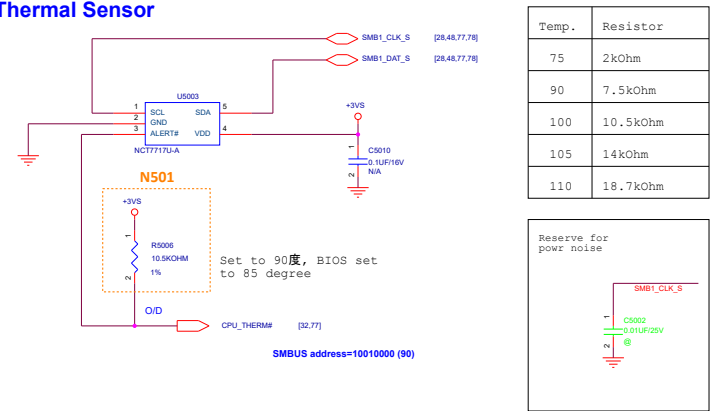 Thermal Sensor
SMB1_CLK_S [28,48,77,78]
SMB1_DAT_S [28,48,77,78]
U5003
1 SCL SDA 5
2 GND
3 ALERT# VDD 4
NCT7717U-A
+3VS
1
C5010
0.1UF/16V
N/A
2
N501
+3VS
1
R5006
10.5KOHM
1%
2
Set to 90度, BIOS set
to 85 degree
O/D
CPU_THERM# [32,77]
SMBUS address=10010000 (90)
Temp. Resistor
75 2kOhm
90 7.5kOhm
100 10.5kOhm
105 14kOhm
110 18.7kOhm
Reserve for
powr noise
SMB1_CLK_S
1
C5002
0.01UF/25V
@
2